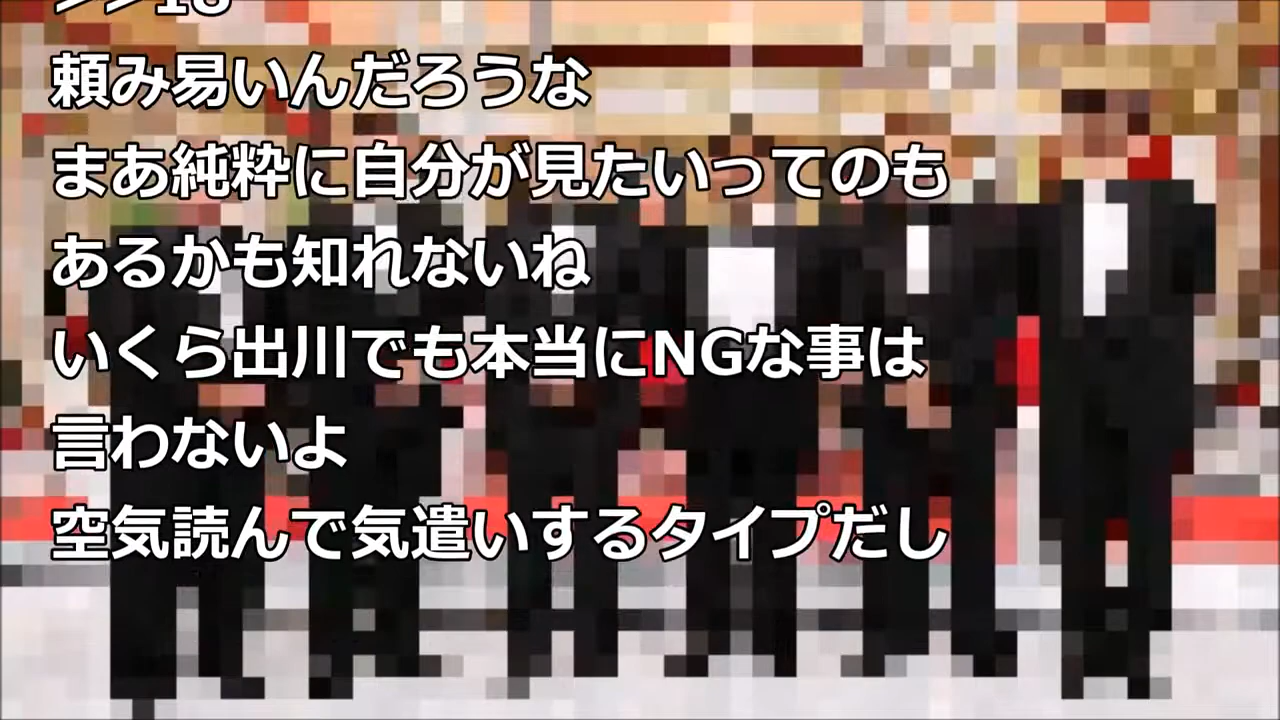 >>18
頼み易いんだろうな
まあ純粋に自分が見たいってのも
あるかも知れないね
いくら出川でも本当にNGな事は
言わないよ
空気読んで気遣いするタイプだし